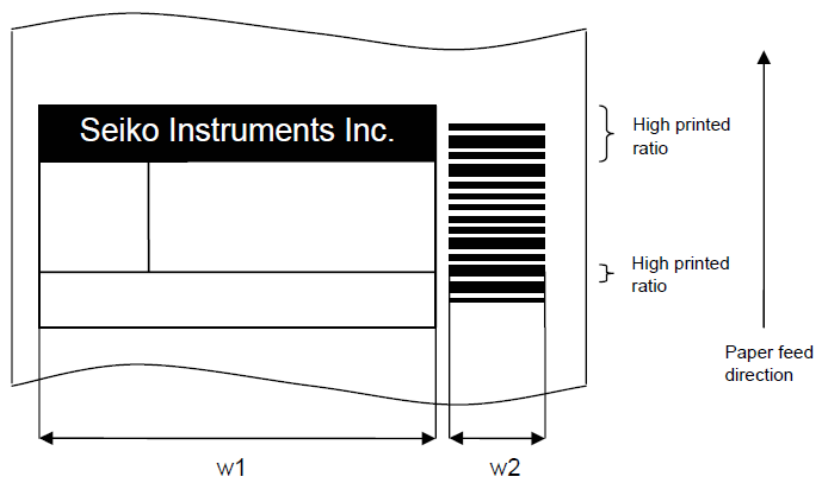 Seiko Instruments Inc.
High printed
ratio
High printed
ratio
Paper feed
direction
w1
w2